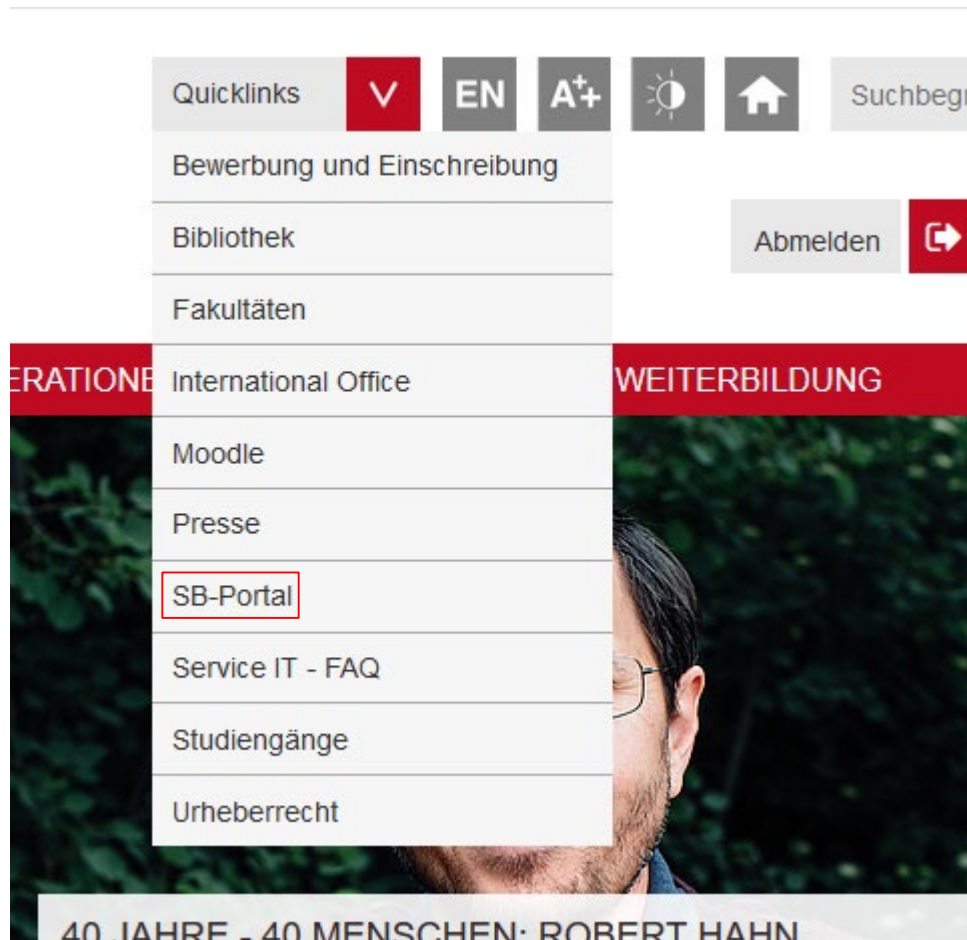 Quicklinks V EN A++ Suchbegr
Bewerbung und Einschreibung
Bibliothek
Abmelden
Fakultäten
ERATIONE WEITERBILDUNG
International Office
Moodle
Presse
SB-Portal
Service IT - FAQ
Studiengänge
Urheberrecht
40 JAHRE - 40 MENSCHEN: ROBERT HAHN